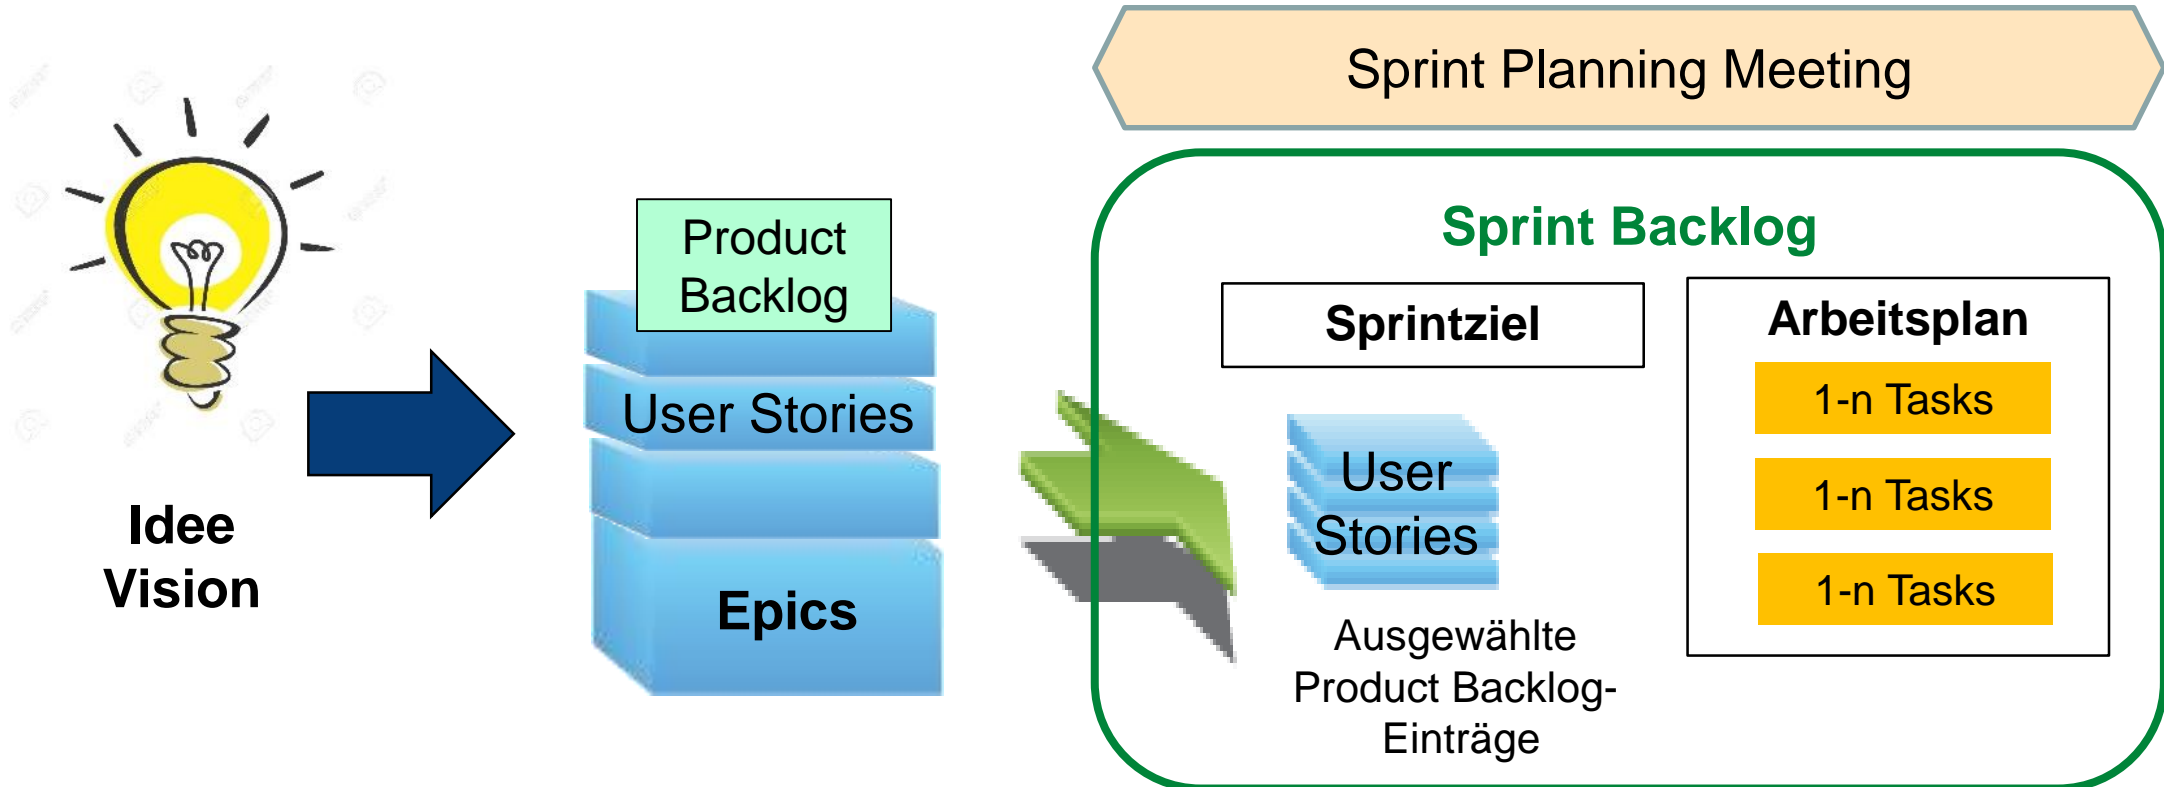 Sprint Planning Meeting
Idee
Vision
Product
Backlog
User Stories
Epics
Sprint Backlog
Sprintziel
User
Stories
Ausgewählte
Product Backlog-
Einträge
Arbeitsplan
1-n Tasks
1-n Tasks
1-n Tasks